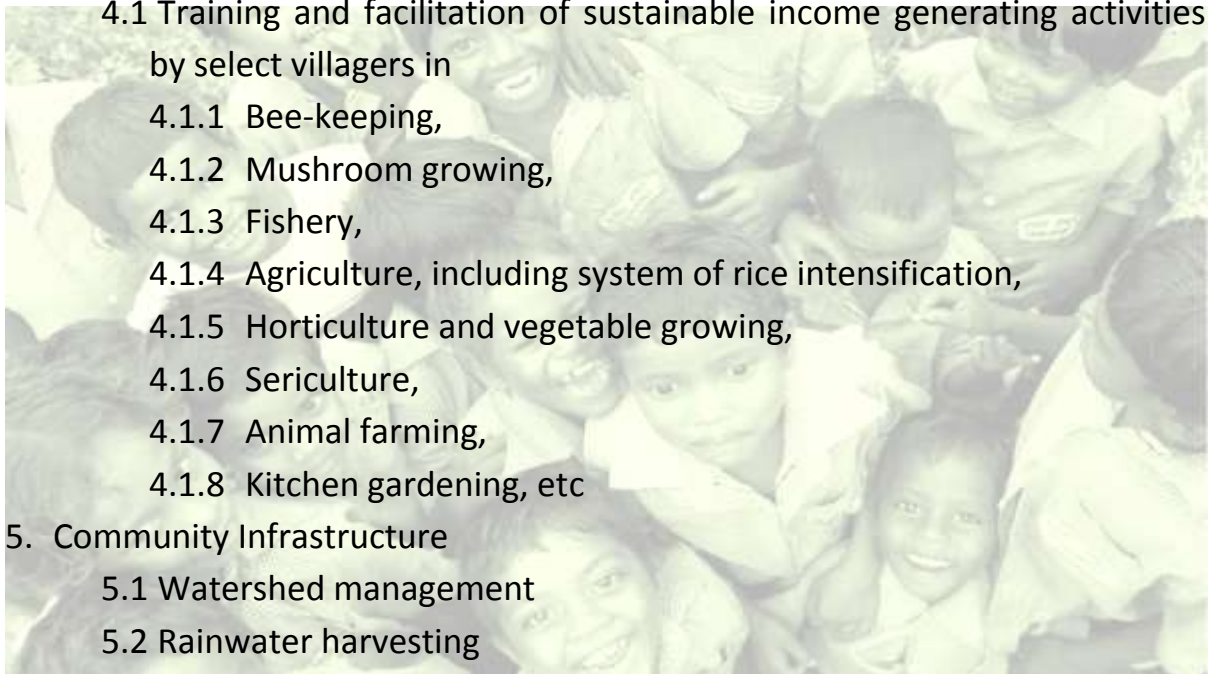 4.1 Training and facilitation of sustainable income generating activities
by select villagers in
4.1.1 Bee-keeping,
4.1.2 Mushroom growing,
4.1.3 Fishery,
4.1.4 Agriculture, including system of rice intensification,
4.1.5 Horticulture and vegetable growing,
4.1.6 Sericulture,
4.1.7 Animal farming,
4.1.8 Kitchen gardening, etc
5. Community Infrastructure
5.1 Watershed management
5.2 Rainwater harvesting